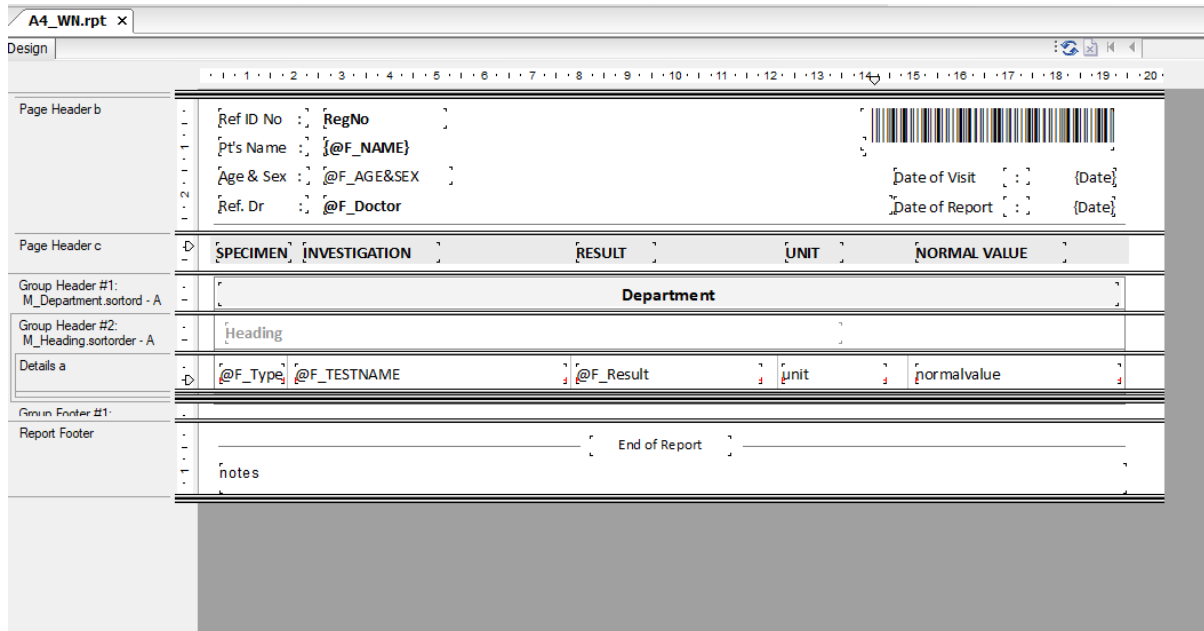 A4_WN.rpt ×
Design
1 2 3 4 5 6 7 8 9 10 11 12 13 14 15 16 17 18 19 20
Page Header b
Ref ID No : RegNo
Pt's Name : {@F_NAME}
Age & Sex : @F_AGE&SEX
Date of Visit : {Date}
2
Ref. Dr : @F_Doctor
Date of Report : {Date}
Page Header c
SPECIMEN INVESTIGATION RESULT UNIT NORMAL VALUE
Group Header #1:
M_Department.sortord - A
Department
Group Header #2:
M_Heading.sortorder - A
Heading
Details a
@F_Type @F_TESTNAME @F_Result unit normalvalue
Group Footer #1:
Report Footer
End of Report
1
notes